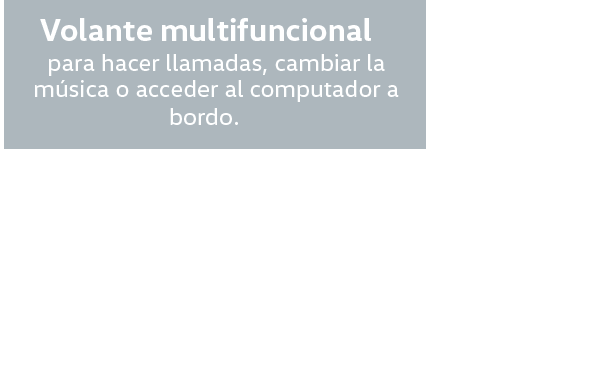 Volante multifuncional
para hacer llamadas, cambiar la
música o acceder al computador a
bordo.